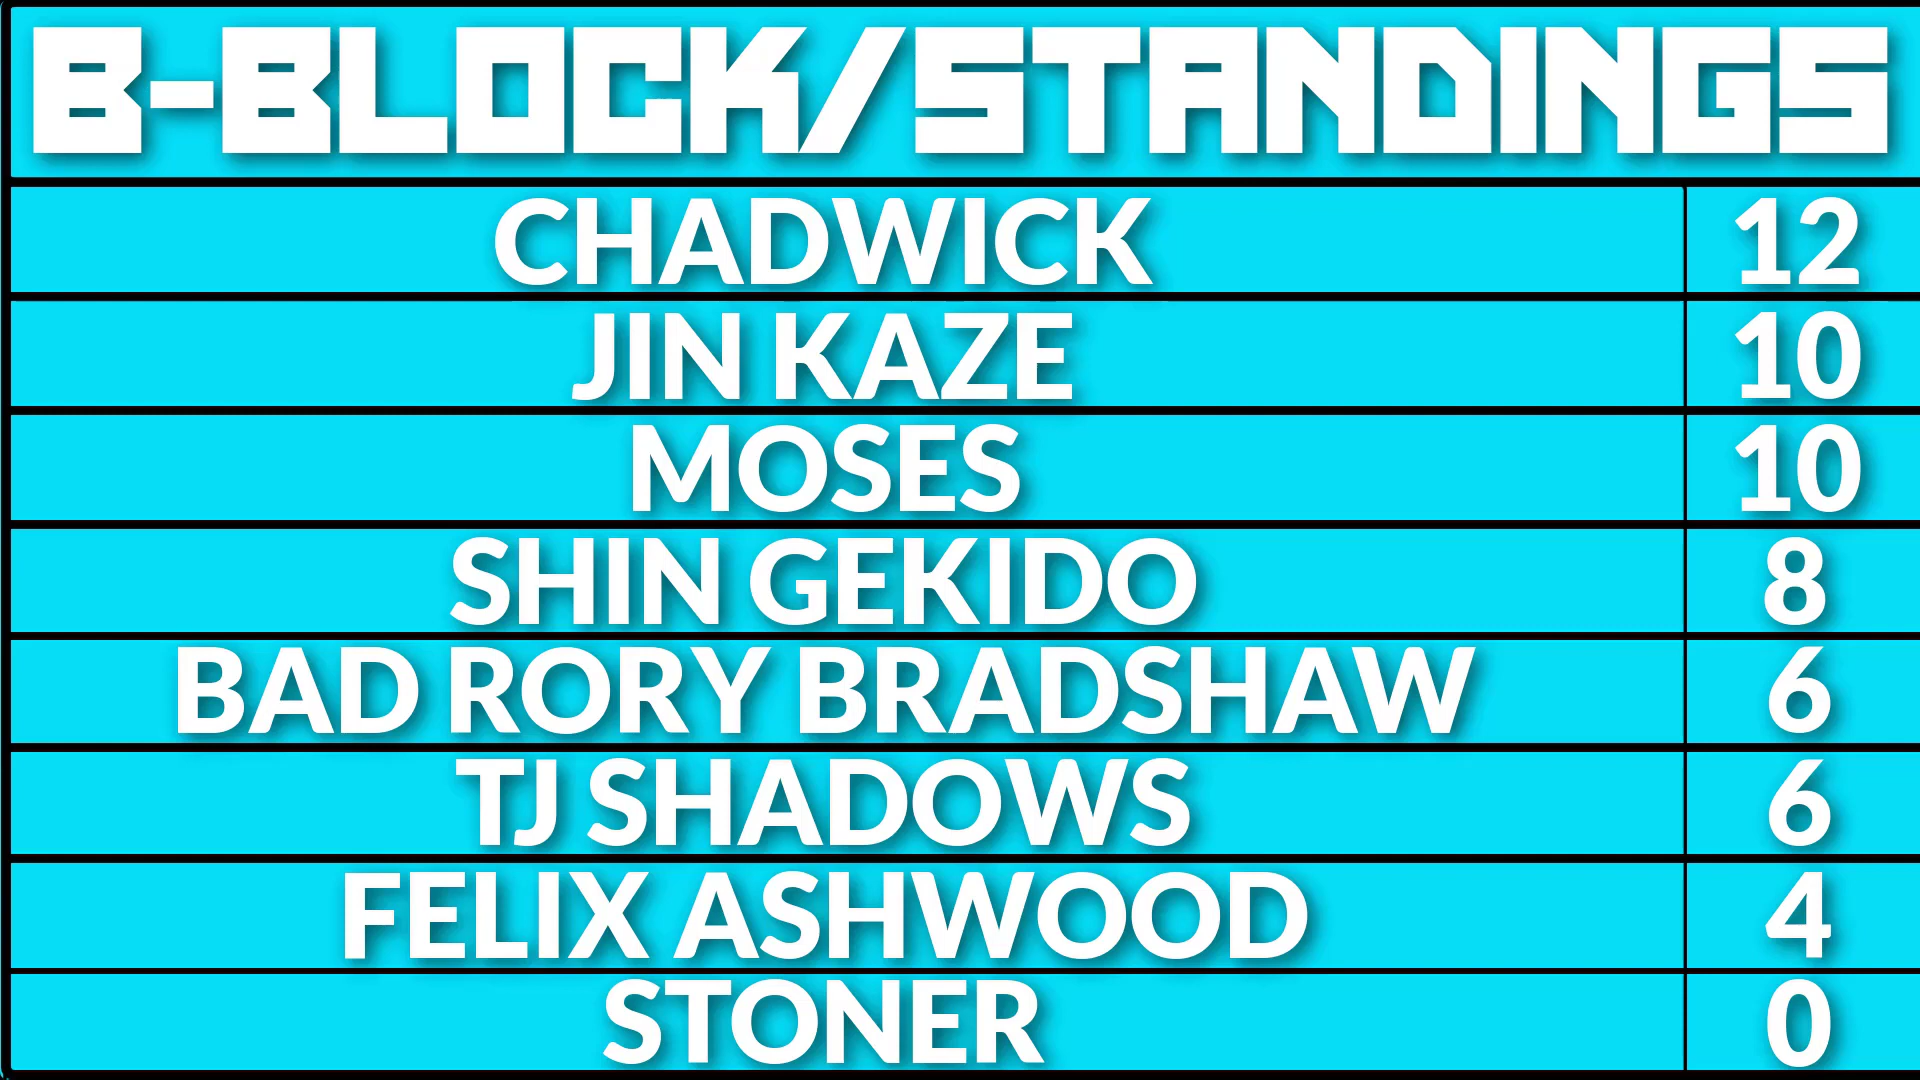 B-BLOCK/STANDINGS
CHADWICK 12
JIN KAZE 10
MOSES 10
SHIN GEKIDO 8
BAD RORY BRADSHAW 6
TJ SHADOWS 6
FELIX ASHWOOD 4
STONER 0